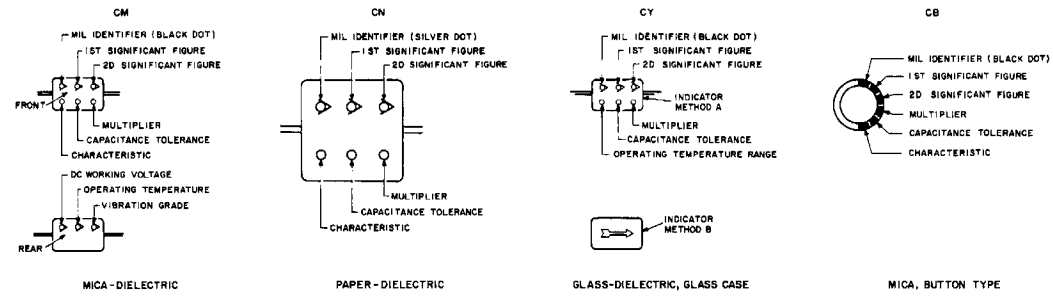 CM
MIL IDENTIFIER (BLACK DOT)
1ST SIGNIFICANT FIGURE
2D SIGNIFICANT FIGURE
FRONT
MULTIPLIER
CAPACITANCE TOLERANCE
CHARACTERISTIC
DC WORKING VOLTAGE
OPERATING TEMPERATURE
VIBRATION GRADE
REAR
MICA-DIELECTRIC
CN
MIL IDENTIFIER (SILVER DOT)
1ST SIGNIFICANT FIGURE
2D SIGNIFICANT FIGURE
MULTIPLIER
CAPACITANCE TOLERANCE
CHARACTERISTIC
PAPER-DIELECTRIC
CY
MIL IDENTIFIER (BLACK DOT)
1ST SIGNIFICANT FIGURE
2D SIGNIFICANT FIGURE
INDICATOR
METHOD A
MULTIPLIER
CAPACITANCE TOLERANCE
OPERATING TEMPERATURE RANGE
INDICATOR
METHOD B
GLASS-DIELECTRIC, GLASS CASE
CB
MIL IDENTIFIER (BLACK DOT)
1ST SIGNIFICANT FIGURE
2D SIGNIFICANT FIGURE
MULTIPLIER
CAPACITANCE TOLERANCE
CHARACTERISTIC
MICA, BUTTON TYPE